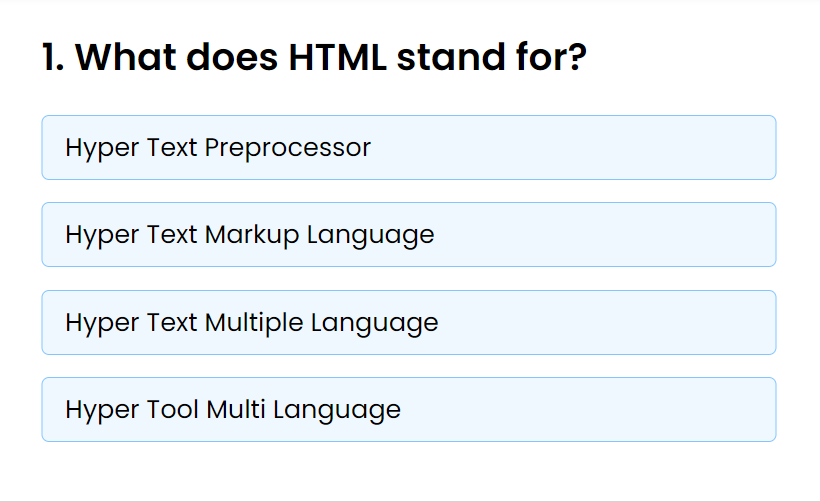 1. What does HTML stand for?
Hyper Text Preprocessor
Hyper Text Markup Language
Hyper Text Multiple Language
Hyper Tool Multi Language